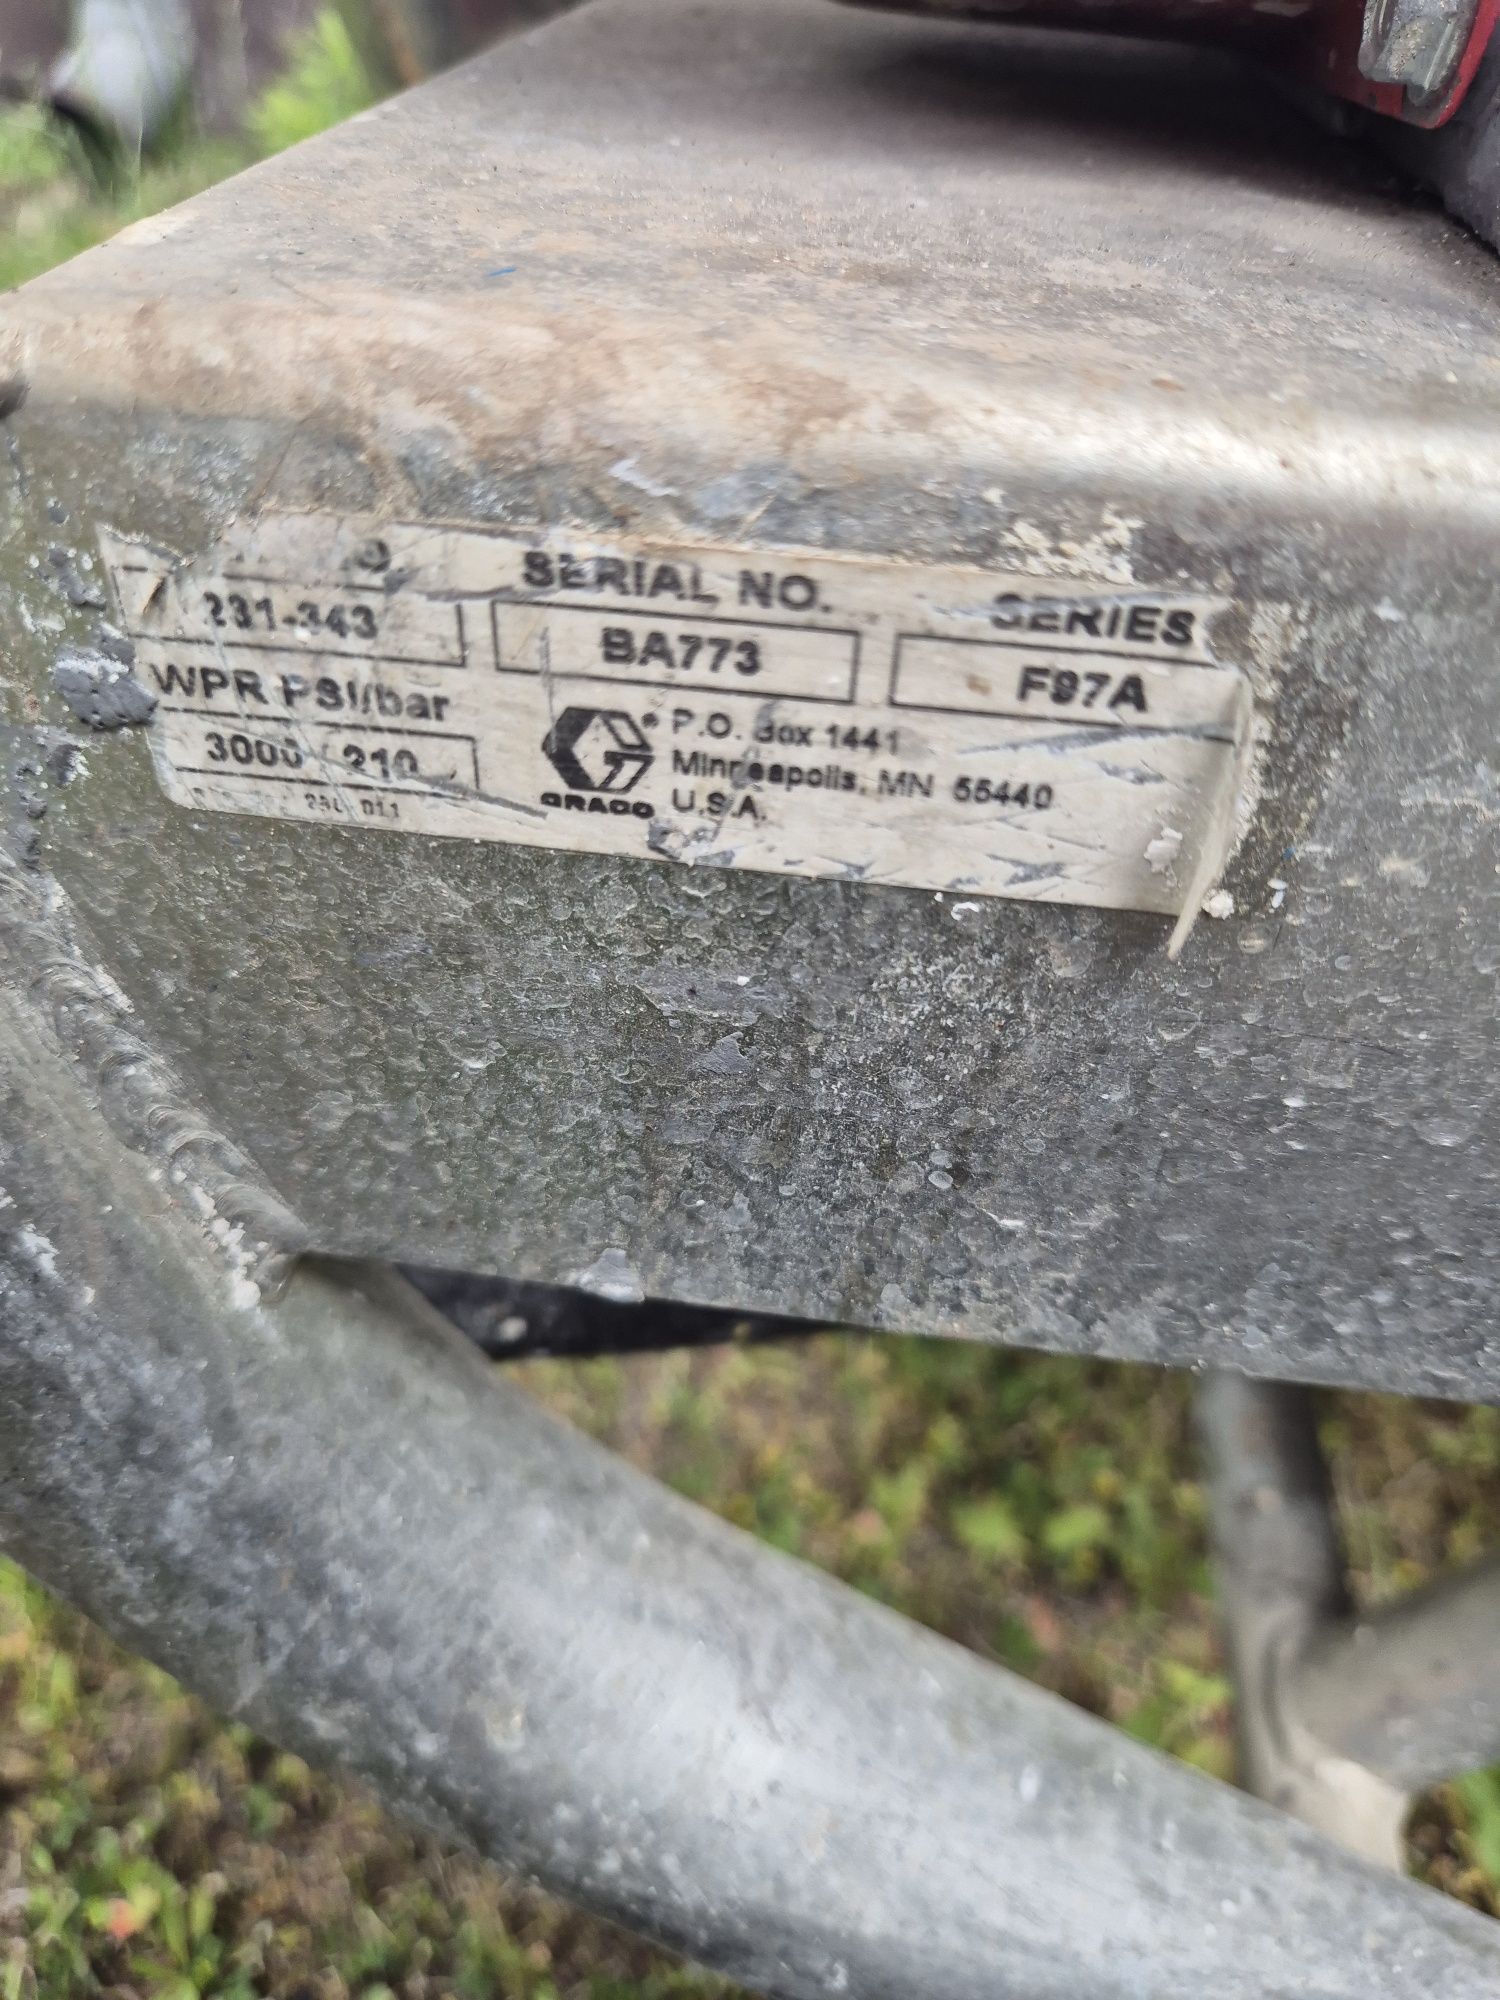 SERIAL NO.
SERIES
231-343
BA773
F97A
WPR PSI/bar
3000 / 210
GRACO
® P.O. Box 1441
Minneapolis, MN 55440
U.S.A.